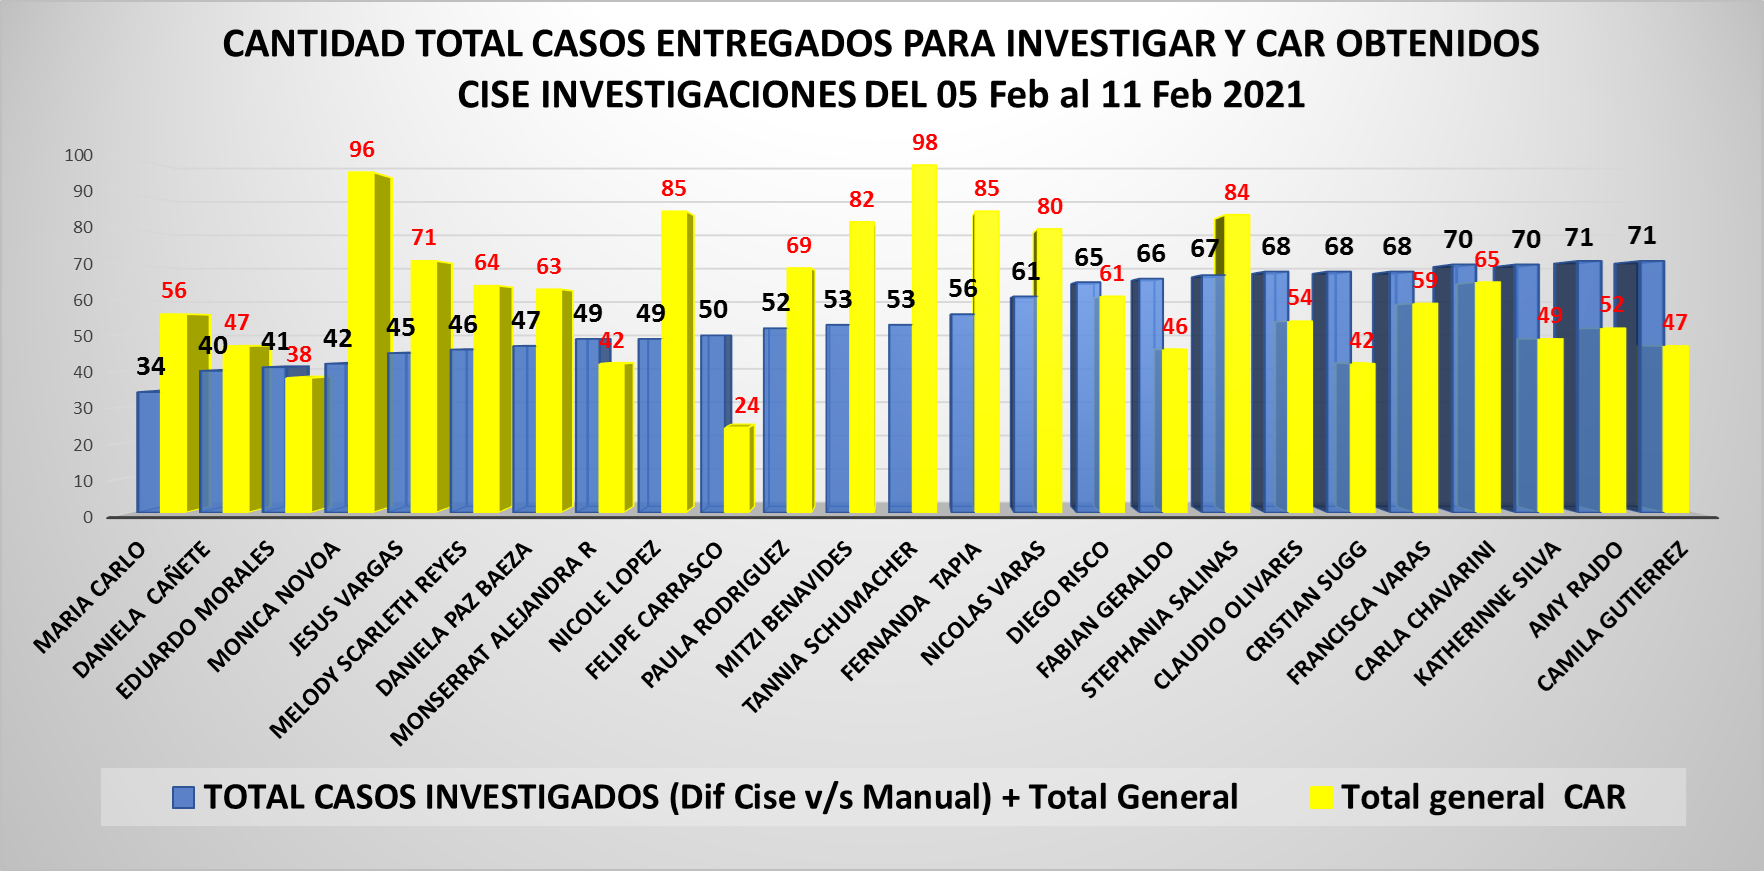 CANTIDAD TOTAL CASOS ENTREGADOS PARA INVESTIGAR Y CAR OBTENIDOS
CISE INVESTIGACIONES DEL 05 Feb al 11 Feb 2021
100
90
80
70
60
50
40
30
20
10
0
34
40
41
42
45
46
47
49
49
50
52
53
53
56
61
65
66
67
68
68
68
70
70
71
71
56
47
38
96
71
64
63
42
85
24
69
82
98
85
80
61
46
84
54
42
59
65
49
52
47
MARIA CARLO
DANIELA CAÑETE
EDUARDO MORALES
MONICA NOVOA
JESUS VARGAS
MELODY SCARLETH REYES
DANIELA PAZ BAEZA
MONSERRAT ALEJANDRA R
NICOLE LOPEZ
FELIPE CARRASCO
PAULA RODRIGUEZ
MITZI BENAVIDES
TANNIA SCHUMACHER
FERNANDA TAPIA
NICOLAS VARAS
DIEGO RISCO
FABIAN GERALDO
STEPHANIA SALINAS
CLAUDIO OLIVARES
CRISTIAN SUGG
FRANCISCA VARAS
CARLA CHAVARINI
KATHERINNE SILVA
AMY RAIDO
CAMILA GUTIERREZ
TOTAL CASOS INVESTIGADOS (Dif Cise v/s Manual) + Total General
Total general CAR